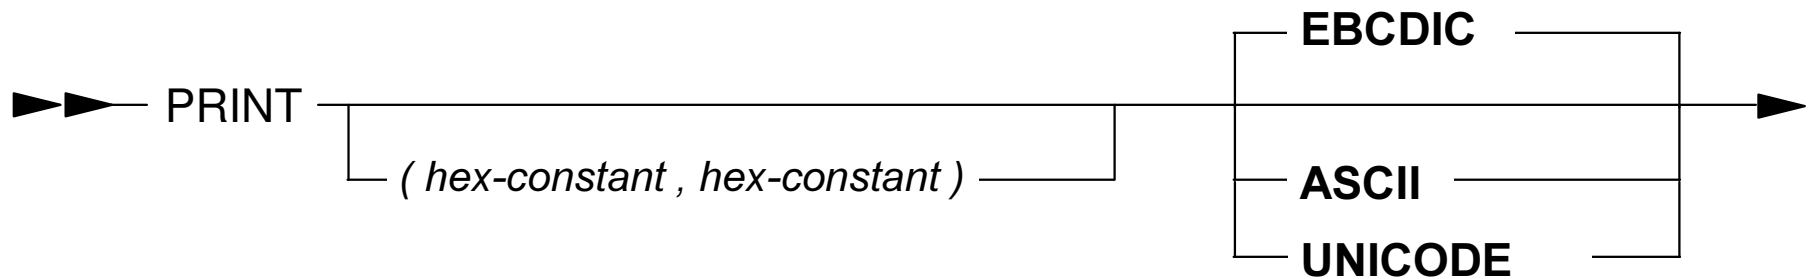 EBCDIC
PRINT
( hex-constant , hex-constant )
ASCII
UNICODE